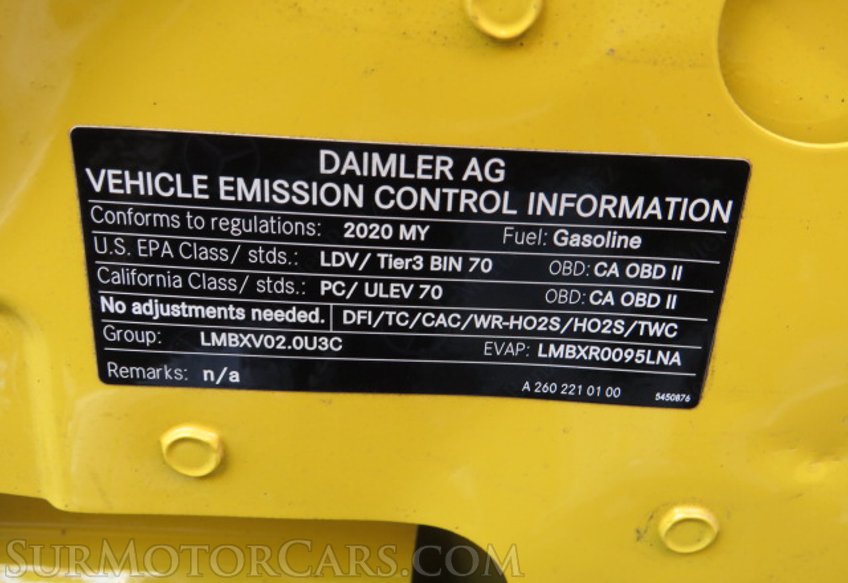 DAIMLER AG
VEHICLE EMISSION CONTROL INFORMATION
Conforms to regulations: 2020 MY Fuel: Gasoline
U.S. EPA Class/ stds.: LDV/ Tier3 BIN 70 OBD: CA OBD II
California Class/ stds.: PC/ ULEV 70 OBD: CA OBD II
No adjustments needed. DFI/TC/CAC/WR-HO2S/HO2S/TWC
Group: LMBXV02.0U3C EVAP: LMBXR0095LNA
Remarks: n/a A 260 221 01 00 5450876
SURMOTORCARS.COM